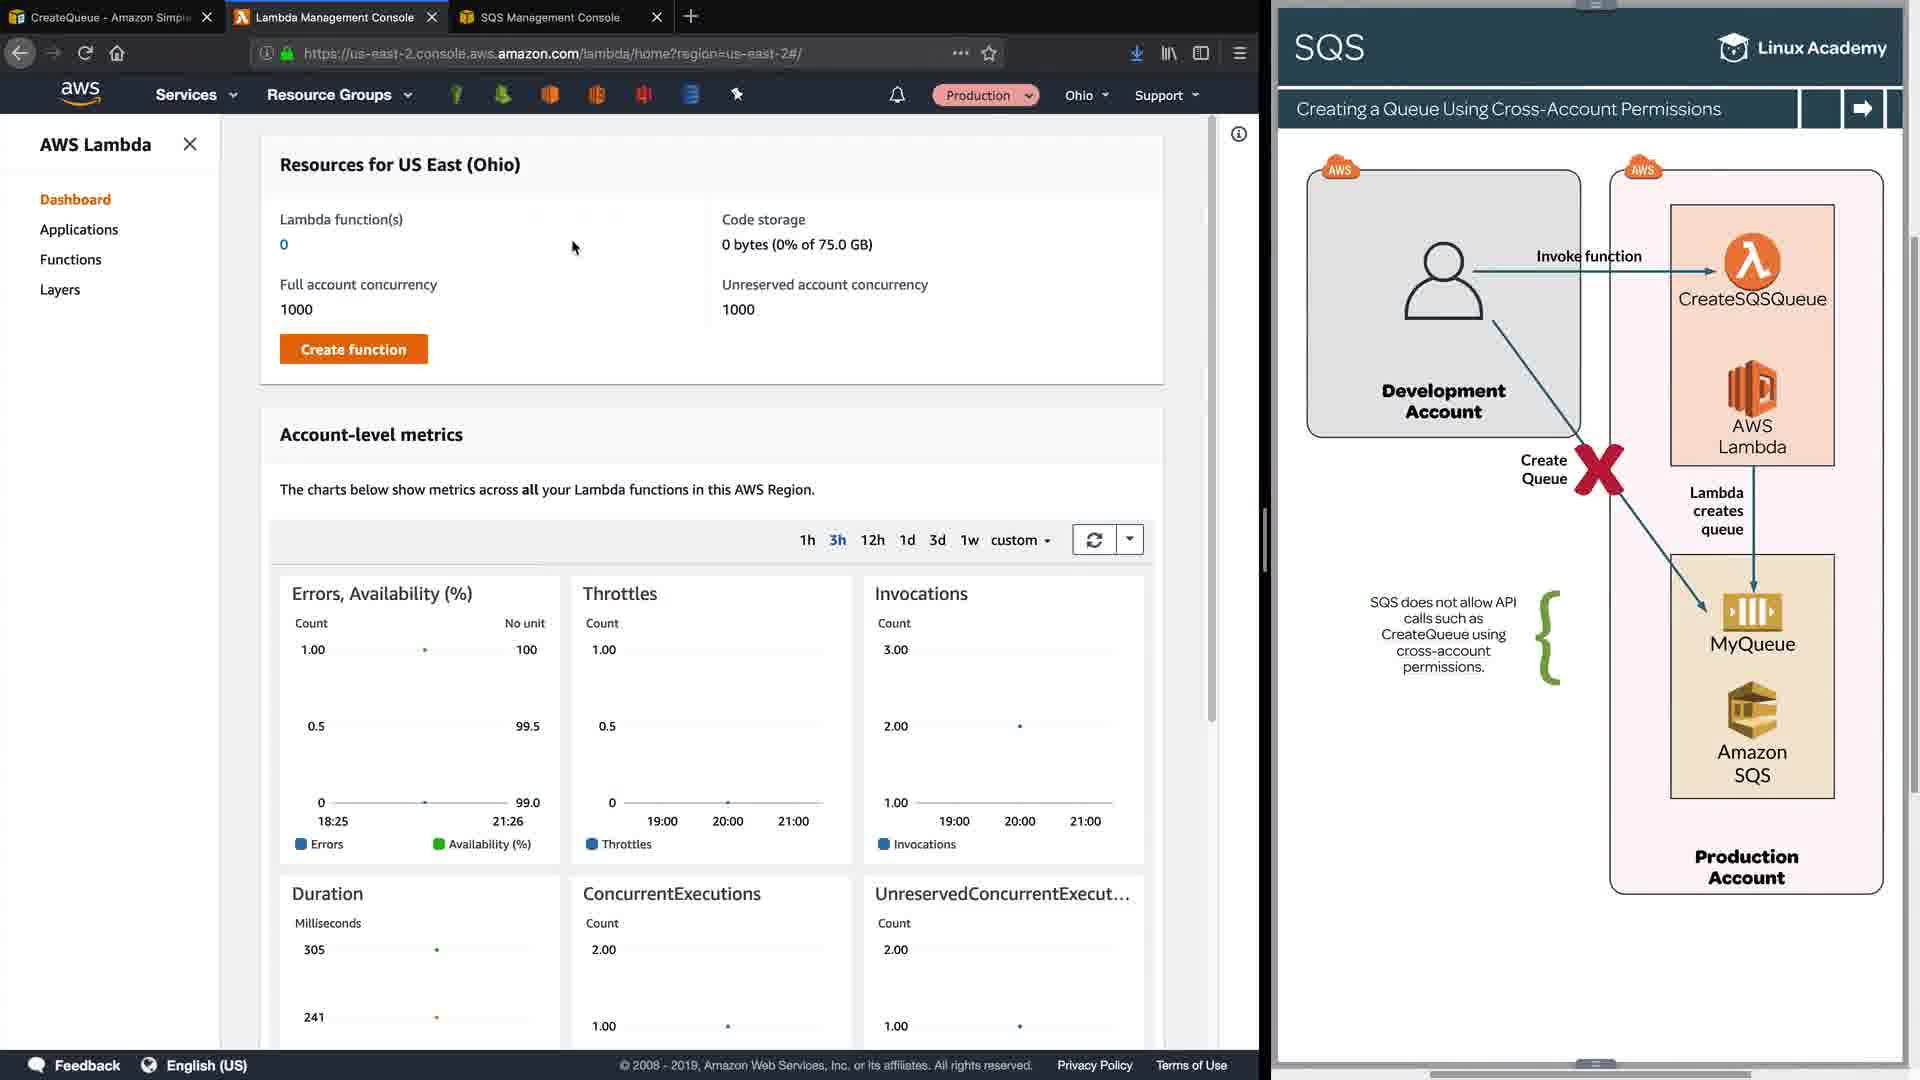 CreateQueue - Amazon Simple
Lambda Management Console
SQS Management Console
https://us-east-2.console.aws.amazon.com/lambda/home?region=us-east-2#/
aws
Services
Resource Groups
Production
Ohio
Support
AWS Lambda
Dashboard
Applications
Functions
Layers
Resources for US East (Ohio)
Lambda function(s)
0
Code storage
0 bytes (0% of 75.0 GB)
Full account concurrency
1000
Unreserved account concurrency
1000
Create function
Account-level metrics
The charts below show metrics across all your Lambda functions in this AWS Region.
1h 3h 12h 1d 3d 1w custom
Errors, Availability (%)
Count No unit
1.00 100
0.5 99.5
0 99.0
18:25 21:26
Errors Availability (%)
Throttles
Count
1.00
0.5
0
19:00 20:00 21:00
Throttles
Invocations
Count
3.00
2.00
1.00
19:00 20:00 21:00
Invocations
Duration
Milliseconds
305
241
ConcurrentExecutions
Count
2.00
1.00
UnreservedConcurrentExecut...
Count
2.00
1.00
Feedback
English (US)
© 2008 - 2019, Amazon Web Services, Inc. or its affiliates. All rights reserved.
Privacy Policy
Terms of Use
SQS
Linux Academy
Creating a Queue Using Cross-Account Permissions
AWS
AWS
Invoke function
CreateSQSQueue
Development
Account
AWS
Lambda
Create
Queue
Lambda
creates
queue
SQS does not allow API
calls such as
CreateQueue using
cross-account
permissions.
MyQueue
Amazon
SQS
Production
Account